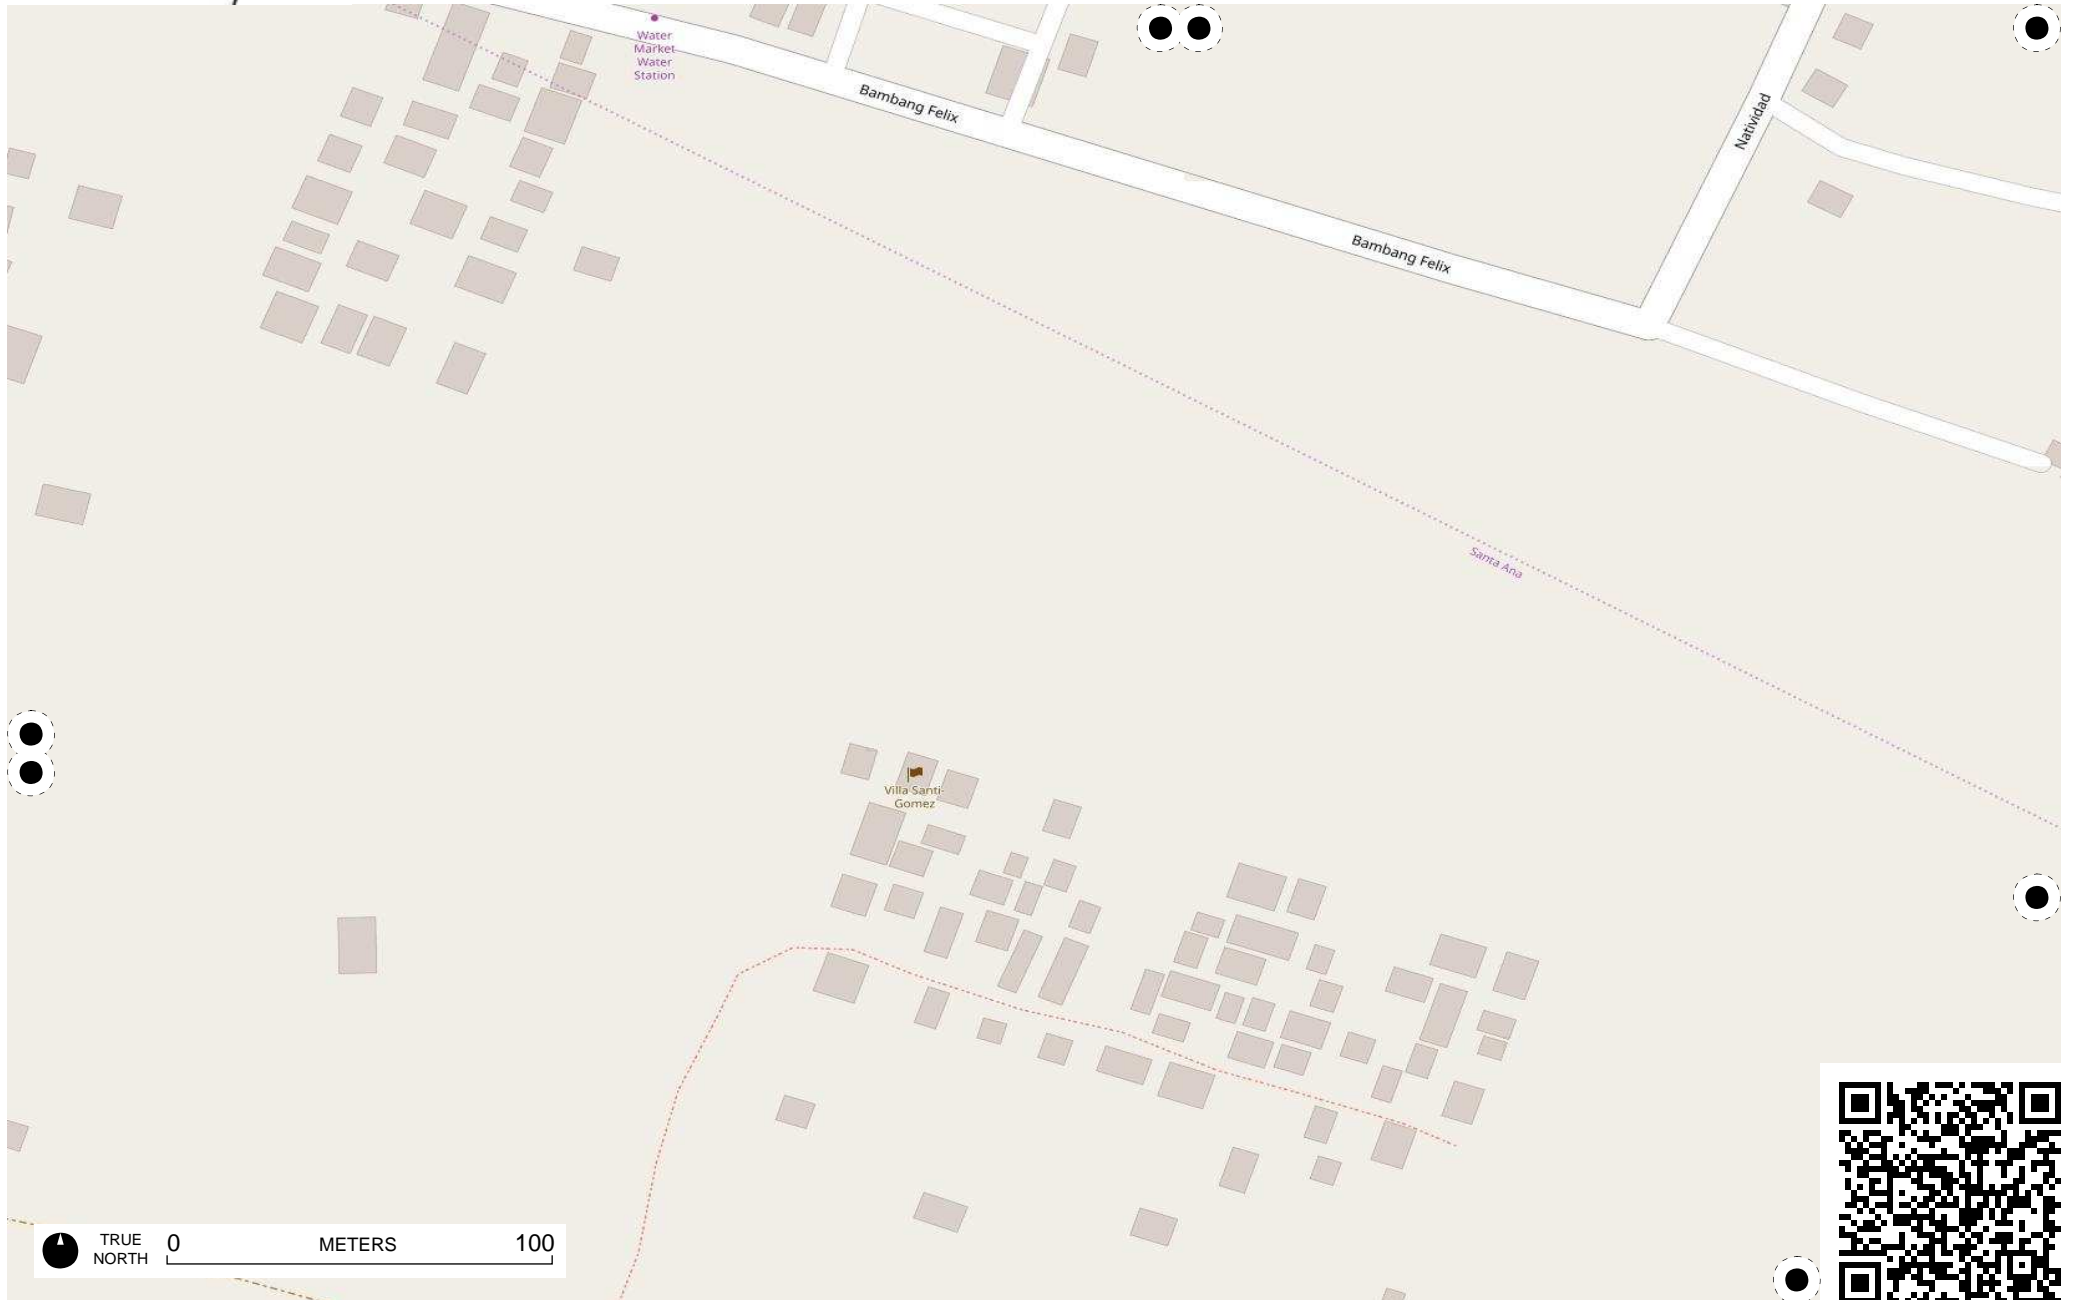 Water
Market
Water
Station
Bambang Felix
Natividad
Bambang Felix
Santa Ana
Villa Santi-
Gomez
TRUE
NORTH
0 METERS 100